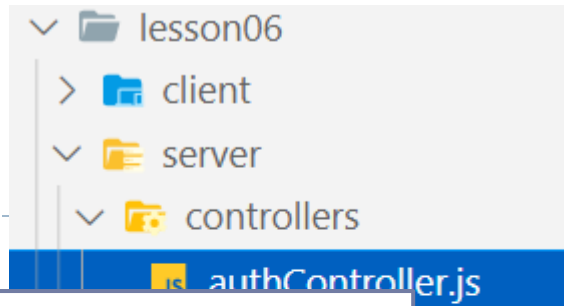 lesson06
client
server
controllers
JS authController.js